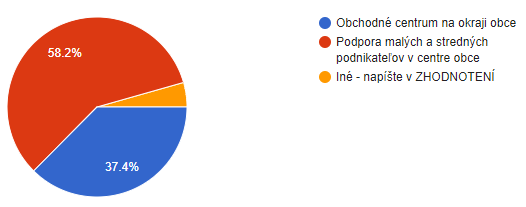 58.2%
37.4%
Obchodné centrum na okraji obce
Podpora malých a stredných
podnikateľov v centre obce
Iné - napíšte v ZHODNOTENÍ